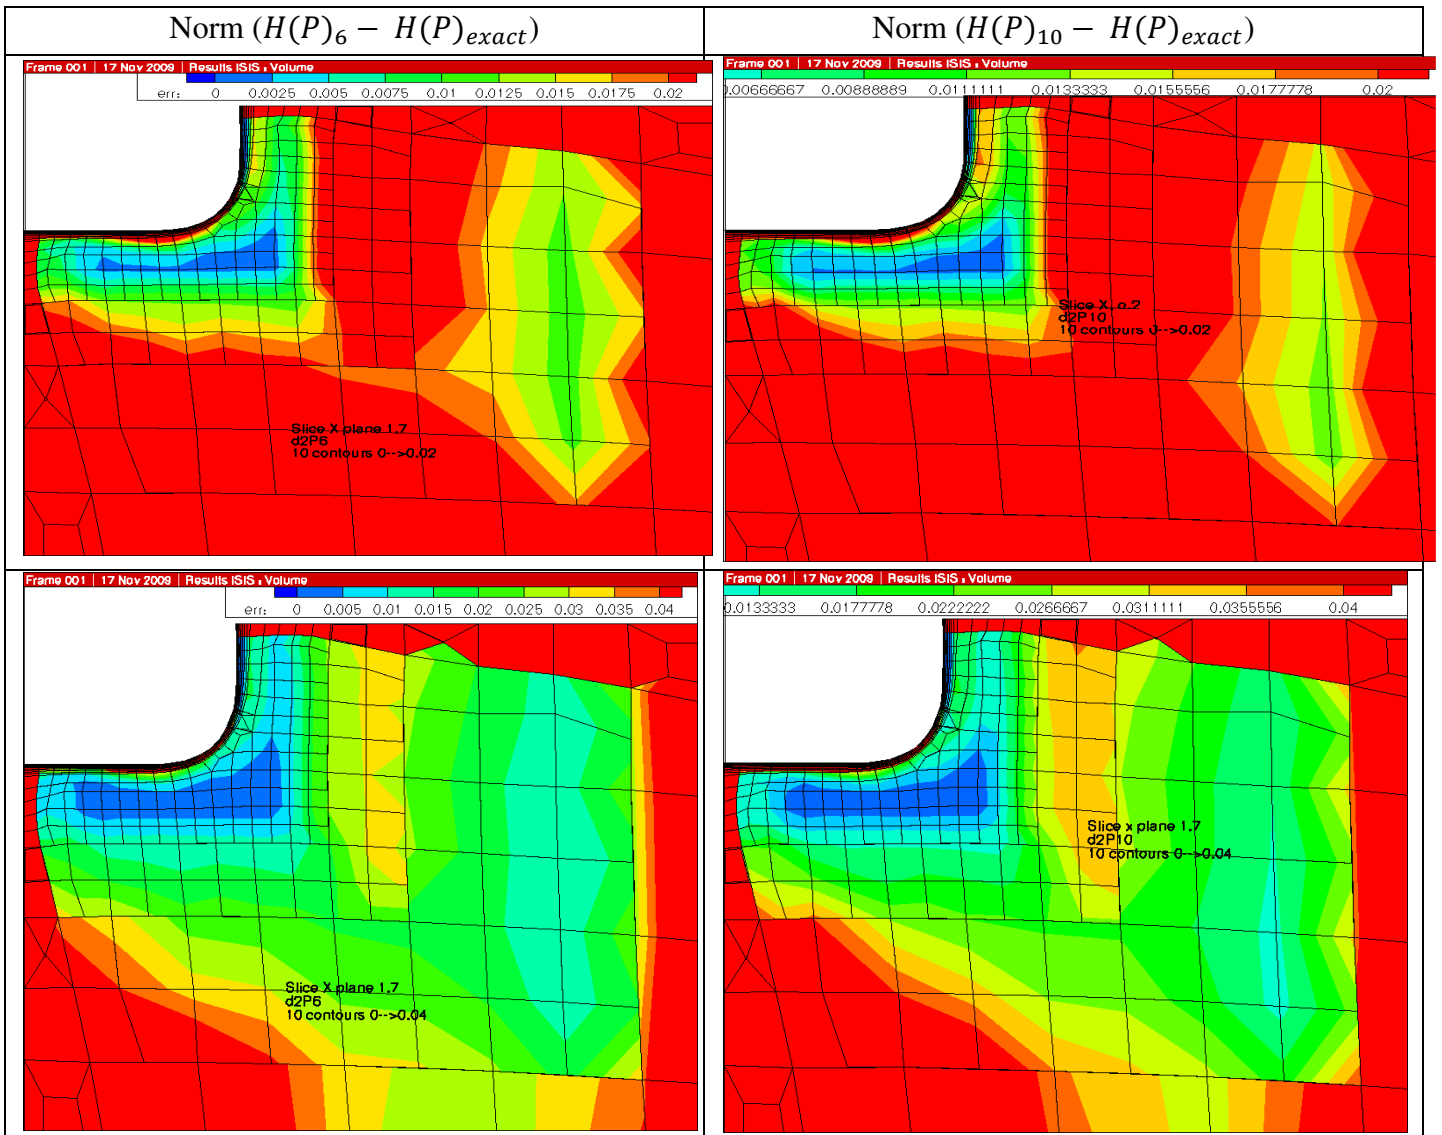 Norm (H(P)₆ − H(P)exact)
Norm (H(P)₁₀ − H(P)exact)
Frame 001 | 17 Nov 2009 | Results ISIS , Volume
err: 0 0.0025 0.005 0.0075 0.01 0.0125 0.015 0.0175 0.02
Slice X plane 1.7
d2P6
10 contours 0-->0.02
Frame 001 | 17 Nov 2009 | Results ISIS , Volume
0.00666667 0.00888889 0.0111111 0.0133333 0.0155556 0.0177778 0.02
Slice X, o.2
d2P10
10 contours 0-->0.02
Frame 001 | 17 Nov 2009 | Results ISIS , Volume
err: 0 0.005 0.01 0.015 0.02 0.025 0.03 0.035 0.04
Slice X plane 1.7
d2P6
10 contours 0-->0.04
Frame 001 | 17 Nov 2009 | Results ISIS , Volume
0.0133333 0.0177778 0.0222222 0.0266667 0.0311111 0.0355556 0.04
Slice x plane 1.7
d2P10
10 contours 0-->0.04